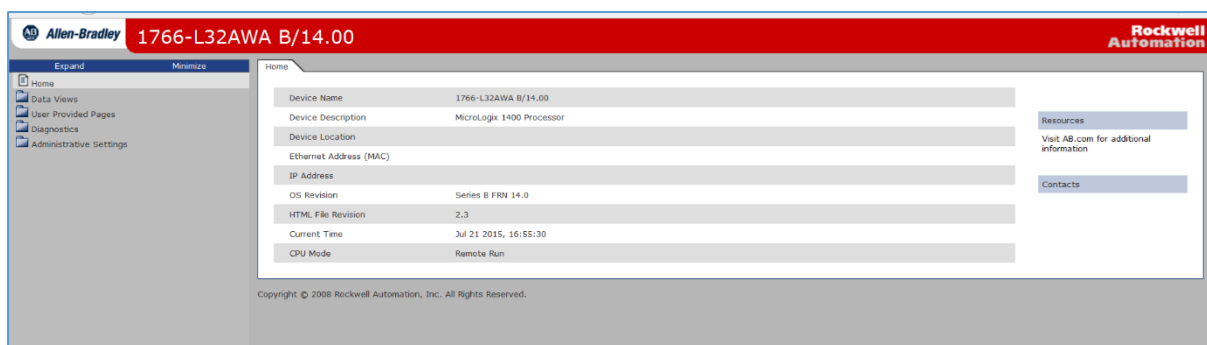 AB Allen-Bradley 1766-L32AWA B/14.00 Rockwell Automation
Expand Minimize
Home
Data Views
User Provided Pages
Diagnostics
Administrative Settings
Home
Device Name 1766-L32AWA B/14.00
Device Description MicroLogix 1400 Processor
Device Location
Ethernet Address (MAC)
IP Address
OS Revision Series B FRN 14.0
HTML File Revision 2.3
Current Time Jul 21 2015, 16:55:30
CPU Mode Remote Run
Resources
Visit AB.com for additional
information
Contacts
Copyright © 2008 Rockwell Automation, Inc. All Rights Reserved.